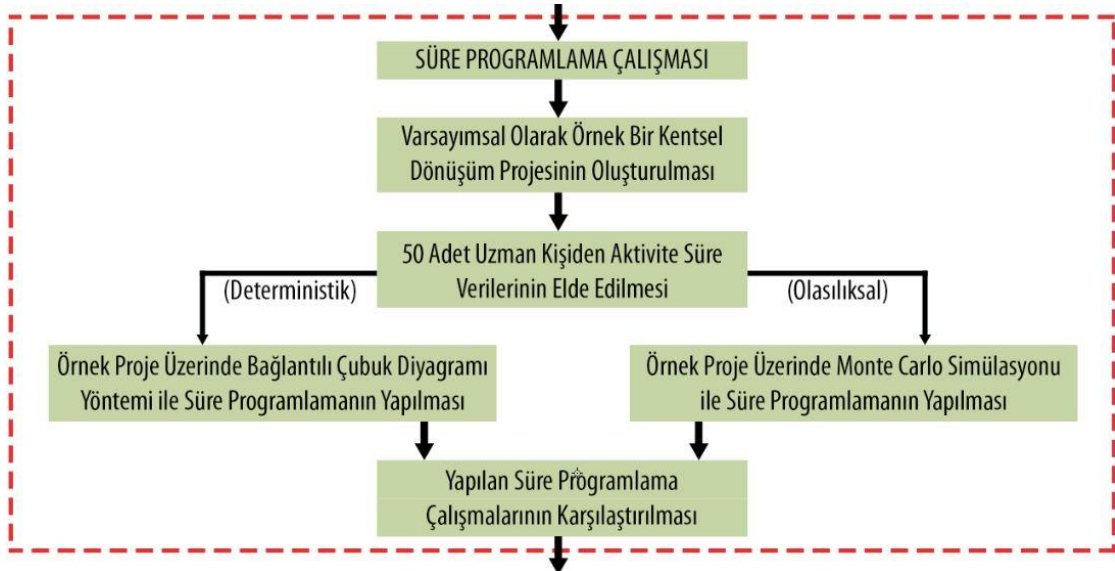 SÜRE PROGRAMLAMA ÇALIŞMASI
Varsayımsal Olarak Örnek Bir Kentsel
Dönüşüm Projesinin Oluşturulması
50 Adet Uzman Kişiden Aktivite Süre
Verilerinin Elde Edilmesi
(Deterministik)
(Olasılıksal)
Örnek Proje Üzerinde Bağlantılı Çubuk Diyagramı
Yöntemi ile Süre Programlamanın Yapılması
Örnek Proje Üzerinde Monte Carlo Simülasyonu
ile Süre Programlamanın Yapılması
Yapılan Süre Programlama
Çalışmalarının Karşılaştırılması